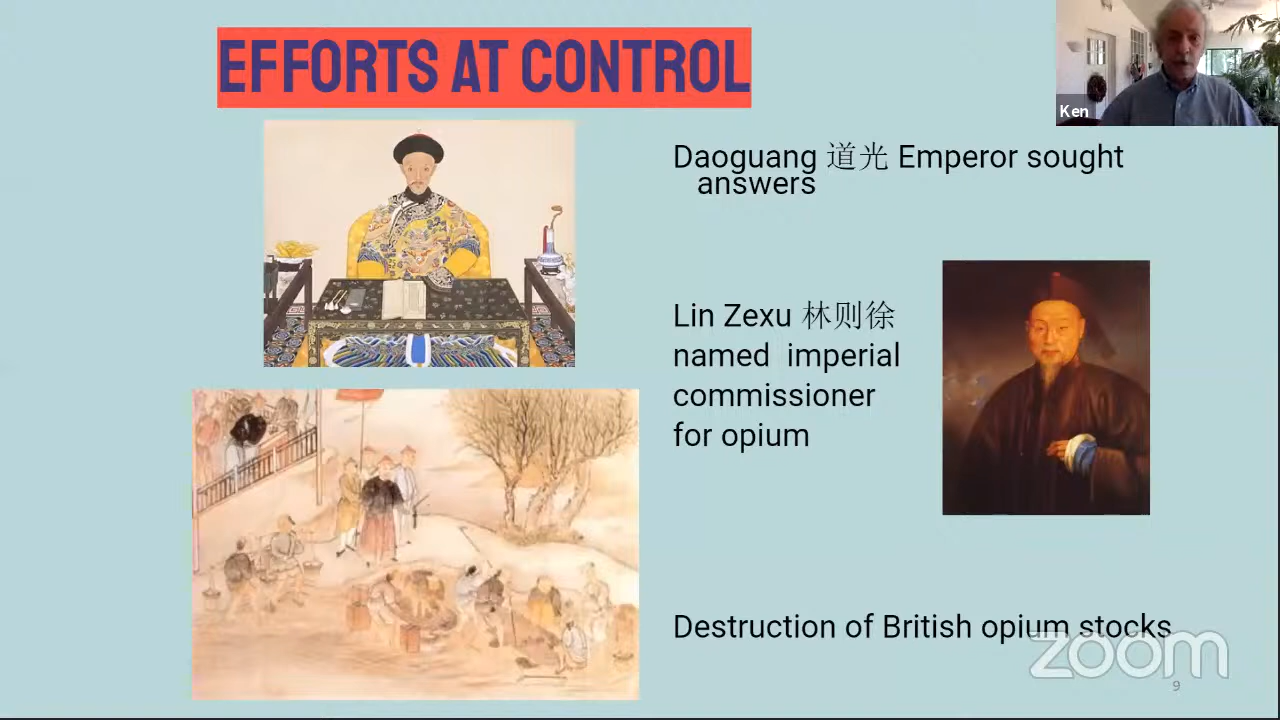 EFFORTS AT CONTROL
Ken
Daoguang 道光 Emperor sought
answers
Lin Zexu 林则徐
named imperial
commissioner
for opium
Destruction of British opium stocks
zoom
9